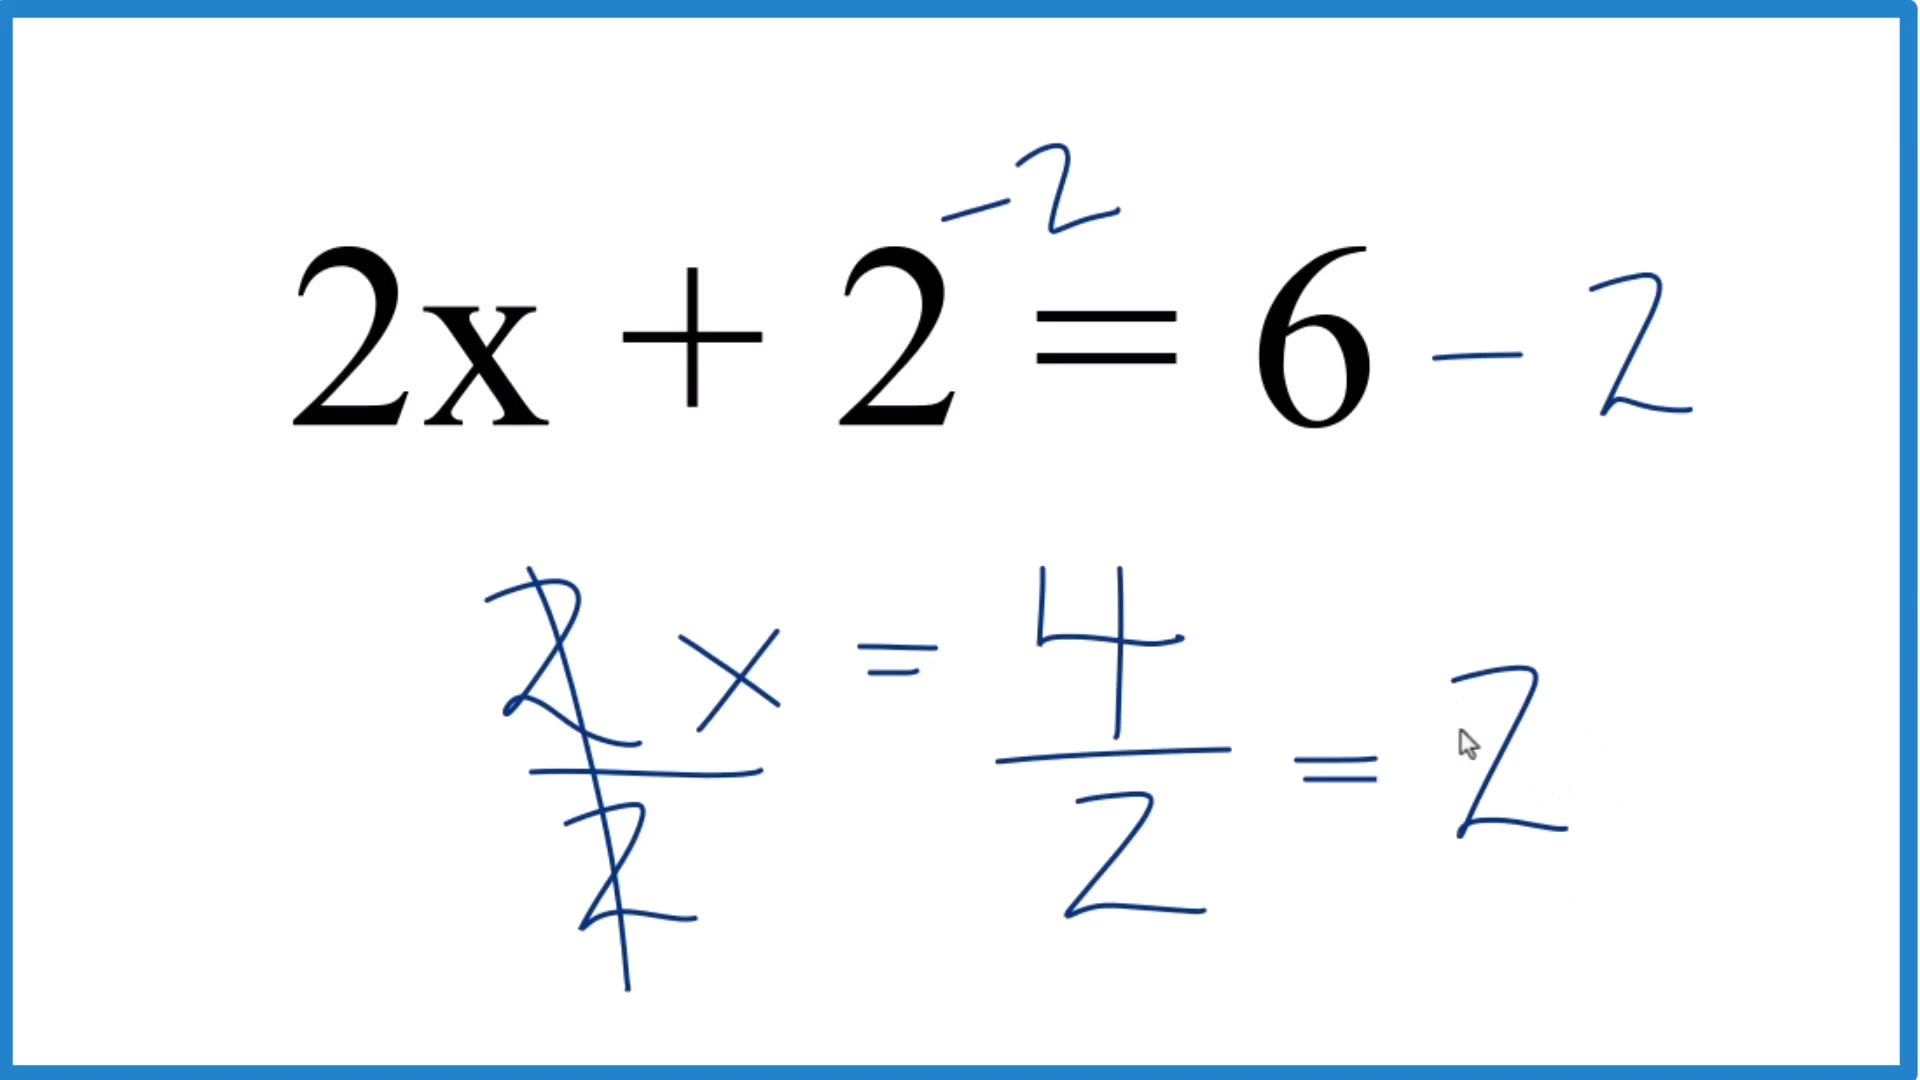 2x + 2 - 2 = 6 - 2
2x/2 = 4/2 = 2